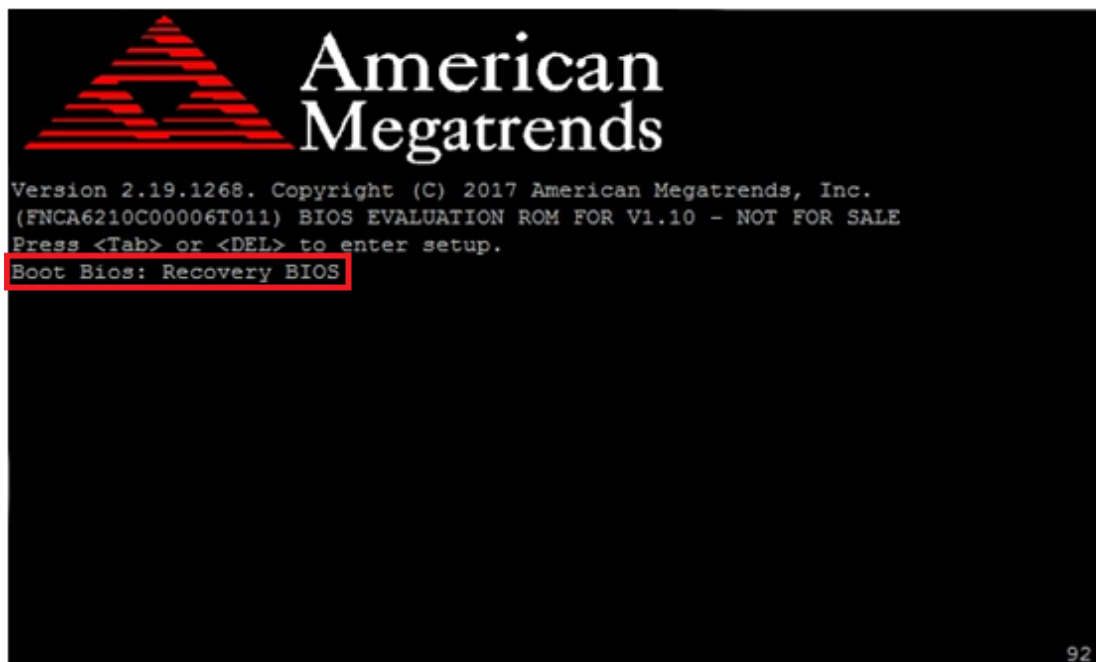 American
Megatrends
Version 2.19.1268. Copyright (C) 2017 American Megatrends, Inc.
(FNCA6210C00006T011) BIOS EVALUATION ROM FOR V1.10 - NOT FOR SALE
Press <Tab> or <DEL> to enter setup.
Boot Bios: Recovery BIOS
92